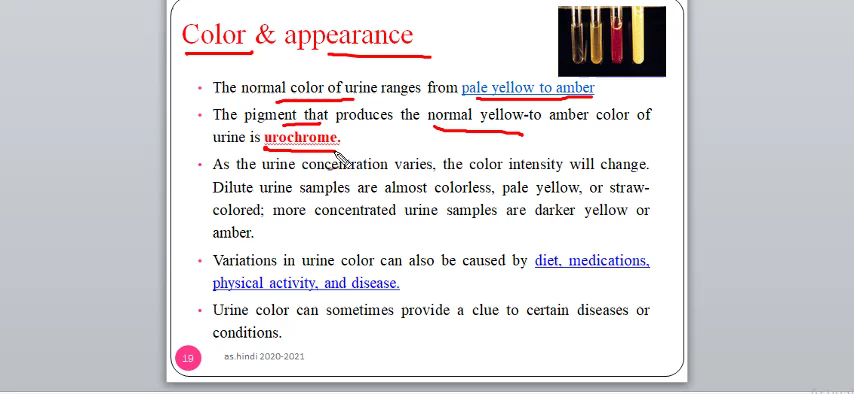 Color & appearance
• The normal color of urine ranges from pale yellow to amber
• The pigment that produces the normal yellow-to amber color of
urine is urochrome.
• As the urine concentration varies, the color intensity will change.
Dilute urine samples are almost colorless, pale yellow, or straw-
colored; more concentrated urine samples are darker yellow or
amber.
• Variations in urine color can also be caused by diet, medications,
physical activity, and disease.
• Urine color can sometimes provide a clue to certain diseases or
conditions.
19
as.hindi 2020-2021